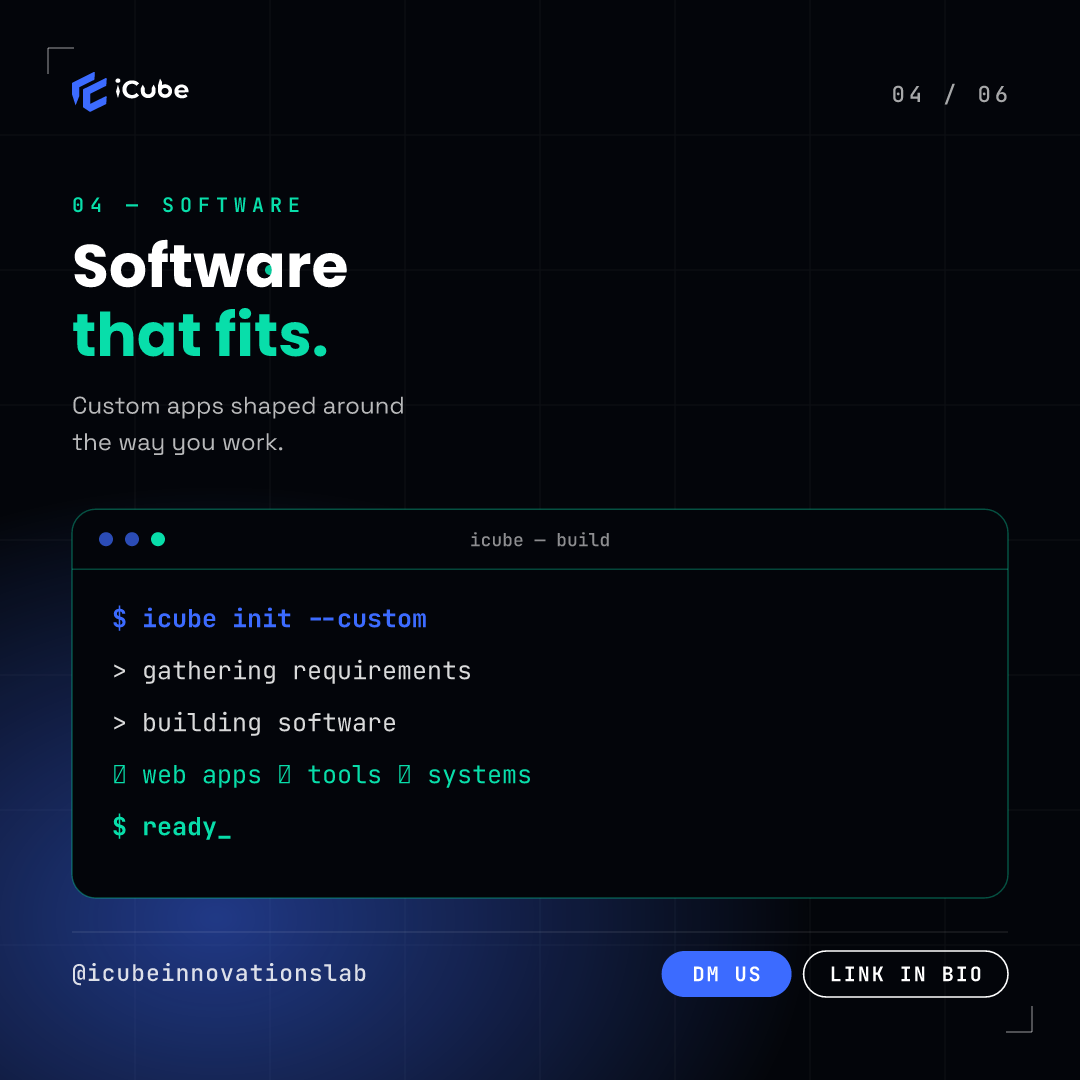 iCube
04 / 06
04 — SOFTWARE
Software
that fits.
Custom apps shaped around
the way you work.
icube — build
$ icube init --custom
> gathering requirements
> building software
web apps tools systems
$ ready_
@icubeinnovationslab
DM US
LINK IN BIO